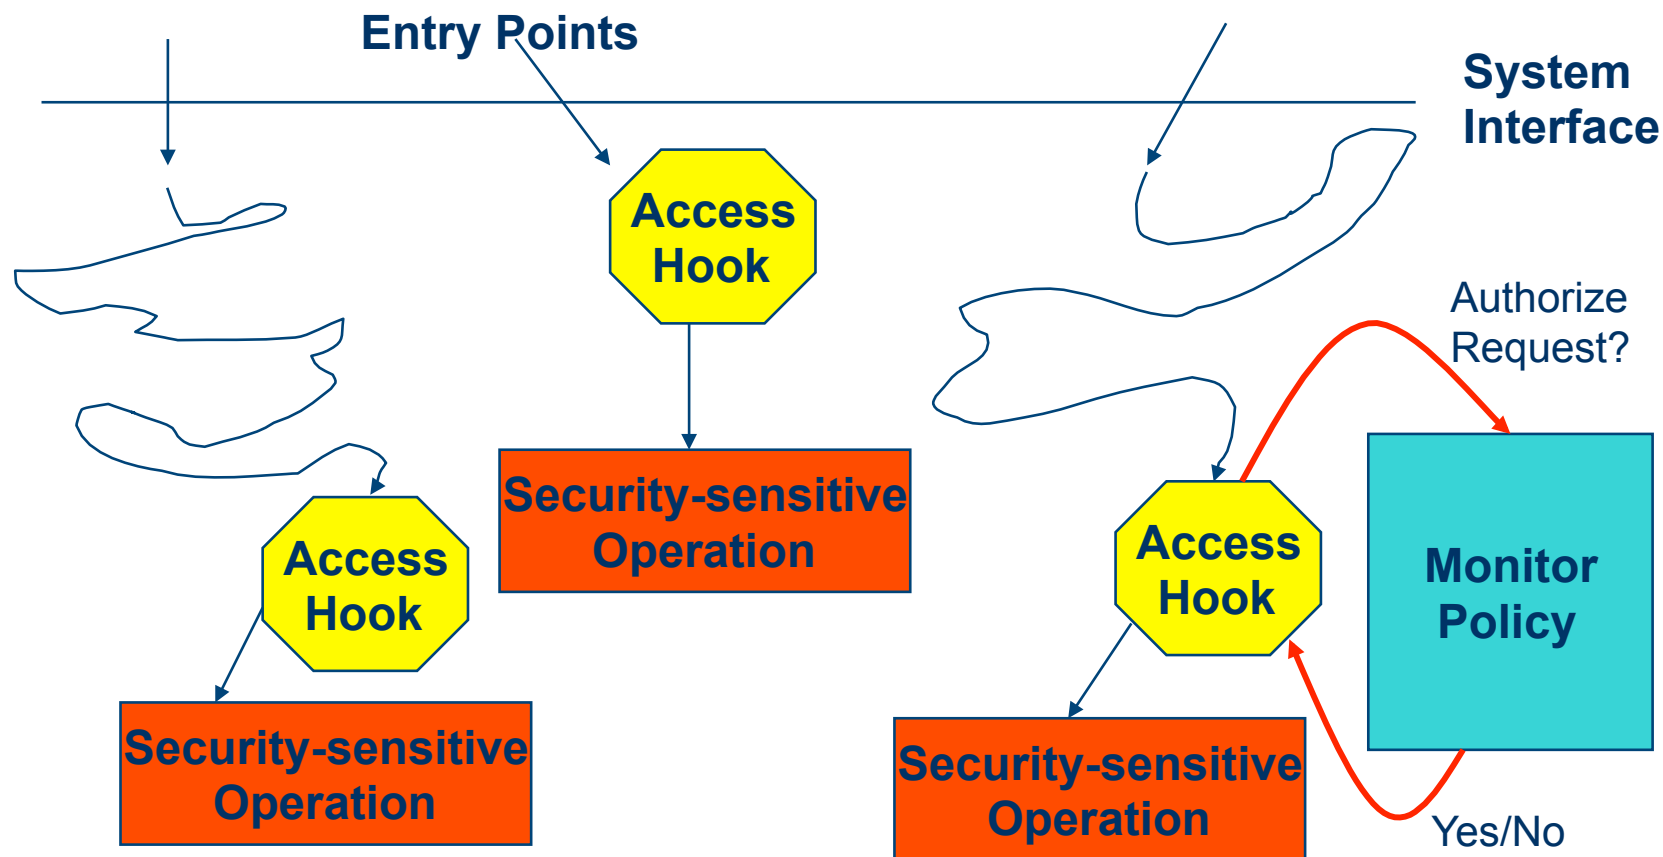 Entry Points
System
Interface
Access
Hook
Authorize
Request?
Security-sensitive
Operation
Access
Hook
Access
Hook
Monitor
Policy
Security-sensitive
Operation
Security-sensitive
Operation
Yes/No